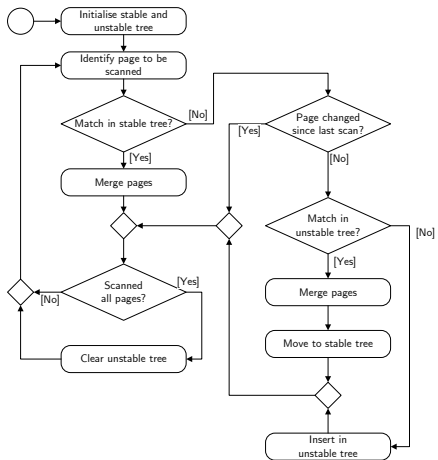 Initialise stable and
unstable tree
Identify page to be
scanned
Match in stable tree?
[No]
[Yes]
Merge pages
Page changed
since last scan?
[Yes]
[No]
Match in
unstable tree?
[No]
[Yes]
Merge pages
Move to stable tree
Insert in
unstable tree
Scanned
all pages?
[Yes]
[No]
Clear unstable tree